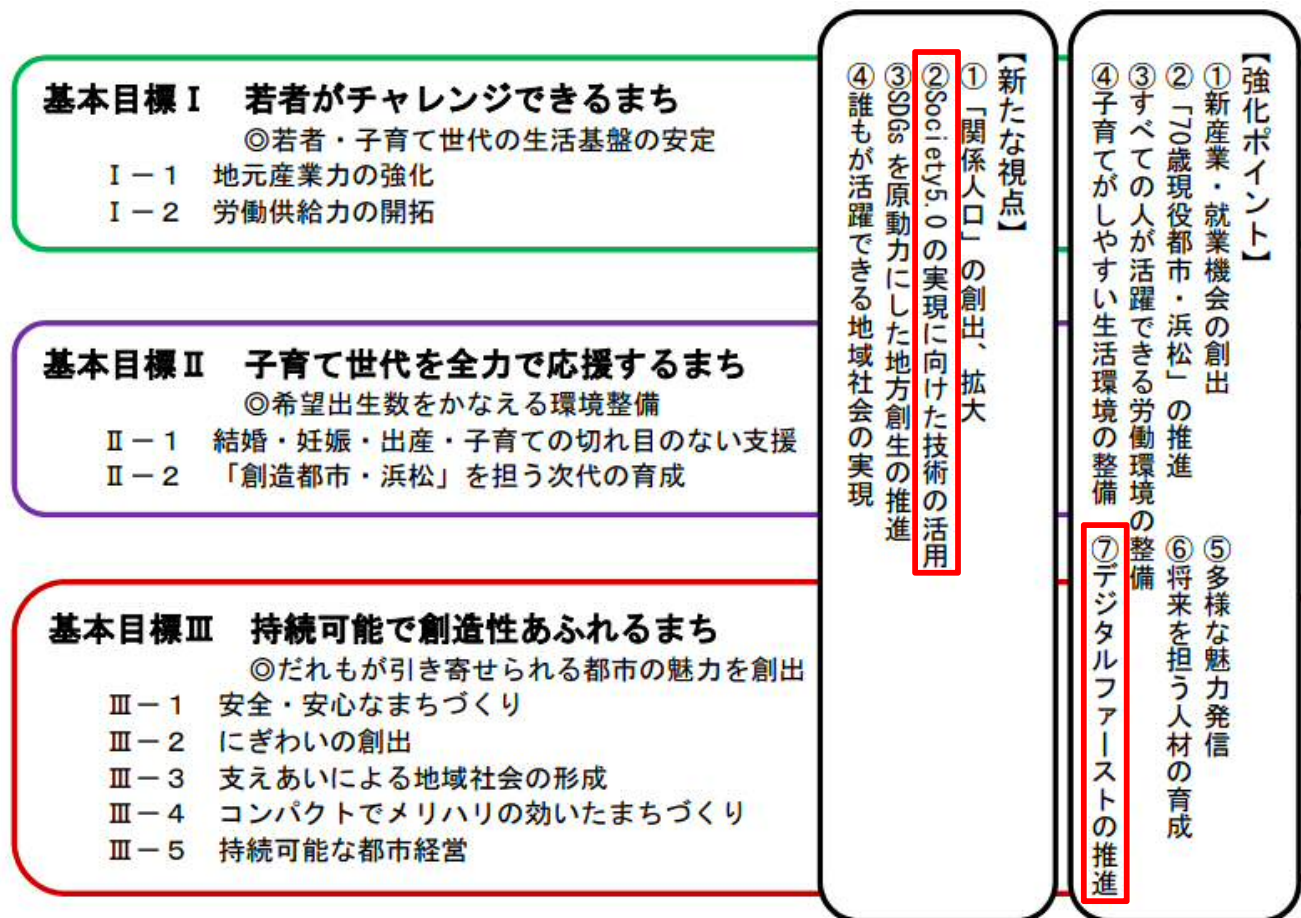 基本目標Ⅰ 若者がチャレンジできるまち
◎若者・子育て世代の生活基盤の安定
Ⅰ－１ 地元産業力の強化
Ⅰ－２ 労働供給力の開拓
基本目標Ⅱ 子育て世代を全力で応援するまち
◎希望出生数をかなえる環境整備
Ⅱ－１ 結婚・妊娠・出産・子育ての切れ目のない支援
Ⅱ－２ 「創造都市・浜松」を担う次代の育成
基本目標Ⅲ 持続可能で創造性あふれるまち
◎だれもが引き寄せられる都市の魅力を創出
Ⅲ－１ 安全・安心なまちづくり
Ⅲ－２ にぎわいの創出
Ⅲ－３ 支えあいによる地域社会の形成
Ⅲ－４ コンパクトでメリハリの効いたまちづくり
Ⅲ－５ 持続可能な都市経営
【新たな視点】
①「関係人口」の創出、拡大
②Society5.0の実現に向けた技術の活用
③SDGsを原動力にした地方創生の推進
④誰もが活躍できる地域社会の実現
【強化ポイント】
①新産業・就業機会の創出
②「70歳現役都市・浜松」の推進
③すべての人が活躍できる労働環境の整備
④子育てがしやすい生活環境の整備
⑤多様な魅力発信
⑥将来を担う人材の育成
⑦デジタルファーストの推進